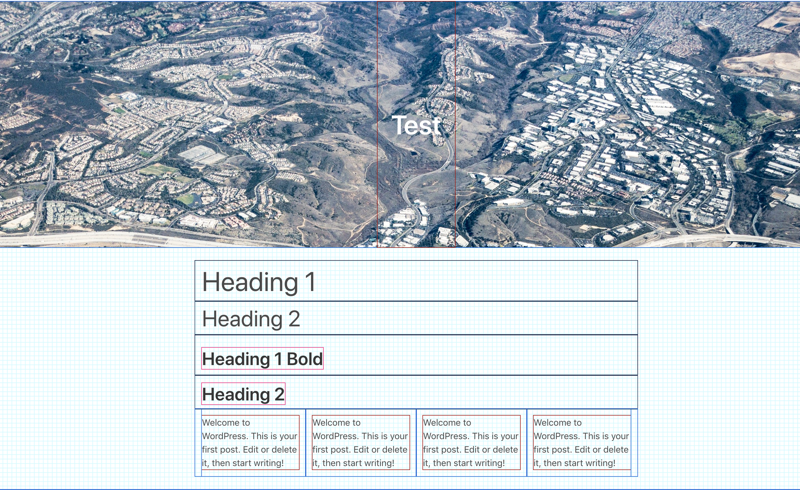 Test
Heading 1
Heading 2
Heading 1 Bold
Heading 2
Welcome to
WordPress. This is your
first post. Edit or delete
it, then start writing!
Welcome to
WordPress. This is your
first post. Edit or delete
it, then start writing!
Welcome to
WordPress. This is your
first post. Edit or delete
it, then start writing!
Welcome to
WordPress. This is your
first post. Edit or delete
it, then start writing!